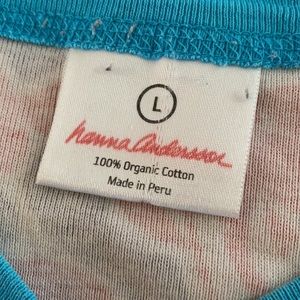 L
hanna andersson
100% Organic Cotton
Made in Peru